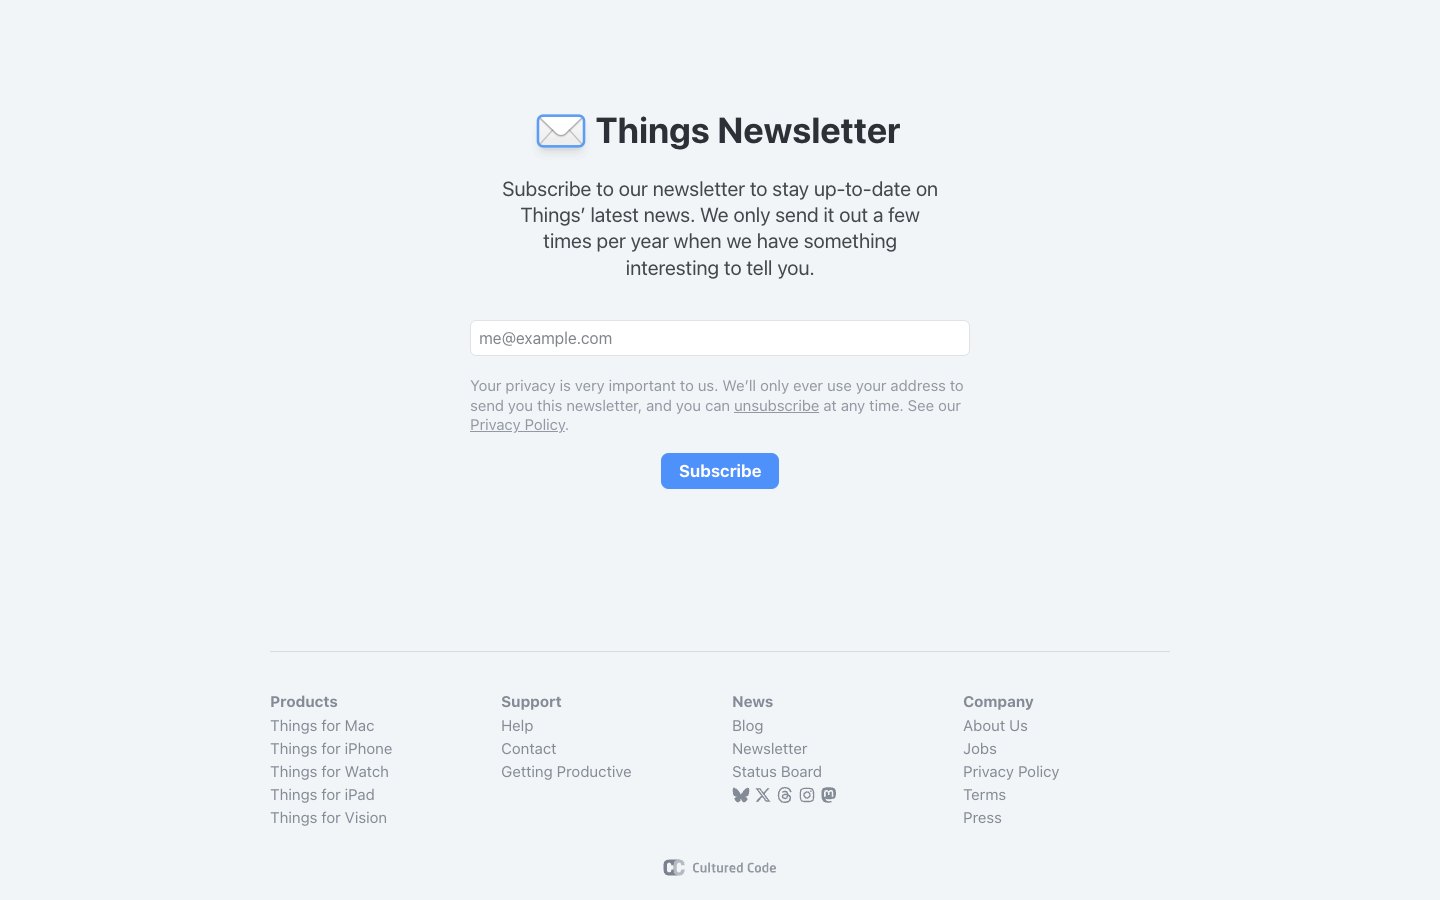 Things Newsletter
Subscribe to our newsletter to stay up-to-date on
Things’ latest news. We only send it out a few
times per year when we have something
interesting to tell you.
me@example.com
Your privacy is very important to us. We’ll only ever use your address to
send you this newsletter, and you can unsubscribe at any time. See our
Privacy Policy.
Subscribe
Products
Things for Mac
Things for iPhone
Things for Watch
Things for iPad
Things for Vision
Support
Help
Contact
Getting Productive
News
Blog
Newsletter
Status Board
Company
About Us
Jobs
Privacy Policy
Terms
Press
Cultured Code